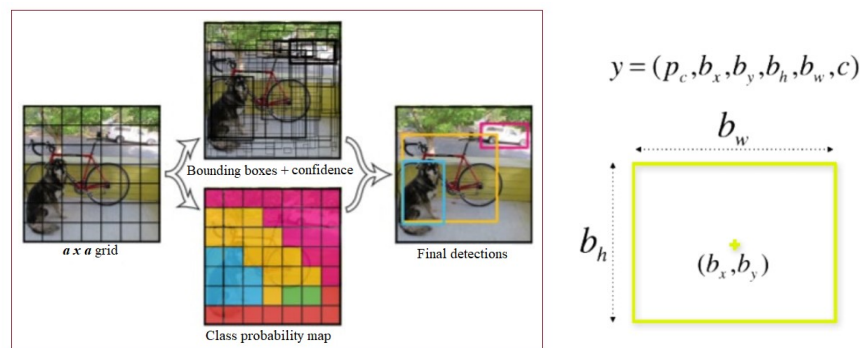 Bounding boxes + confidence
a x a grid
Class probability map
Final detections
y = (p_c, b_x, b_y, b_h, b_w, c)
b_w
b_h
(b_x, b_y)